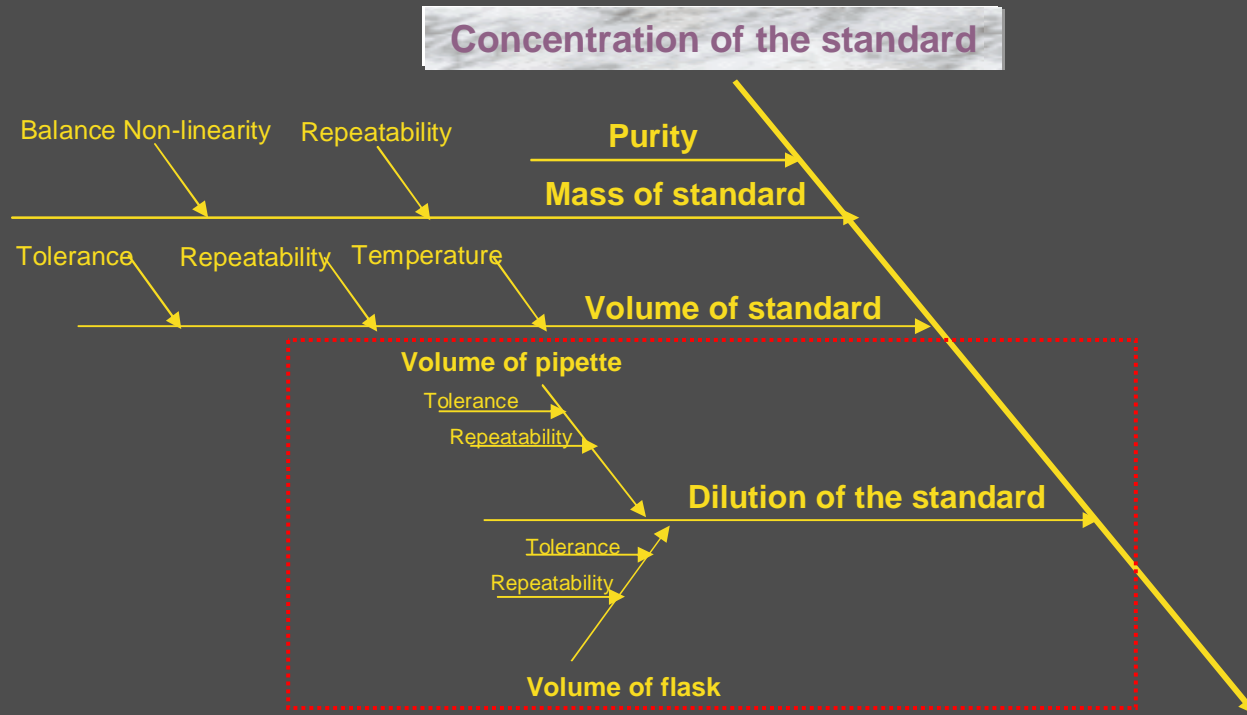 Concentration of the standard
Balance Non-linearity
Repeatability
Purity
Mass of standard
Tolerance
Repeatability
Temperature
Volume of standard
Volume of pipette
Tolerance
Repeatability
Dilution of the standard
Tolerance
Repeatability
Volume of flask